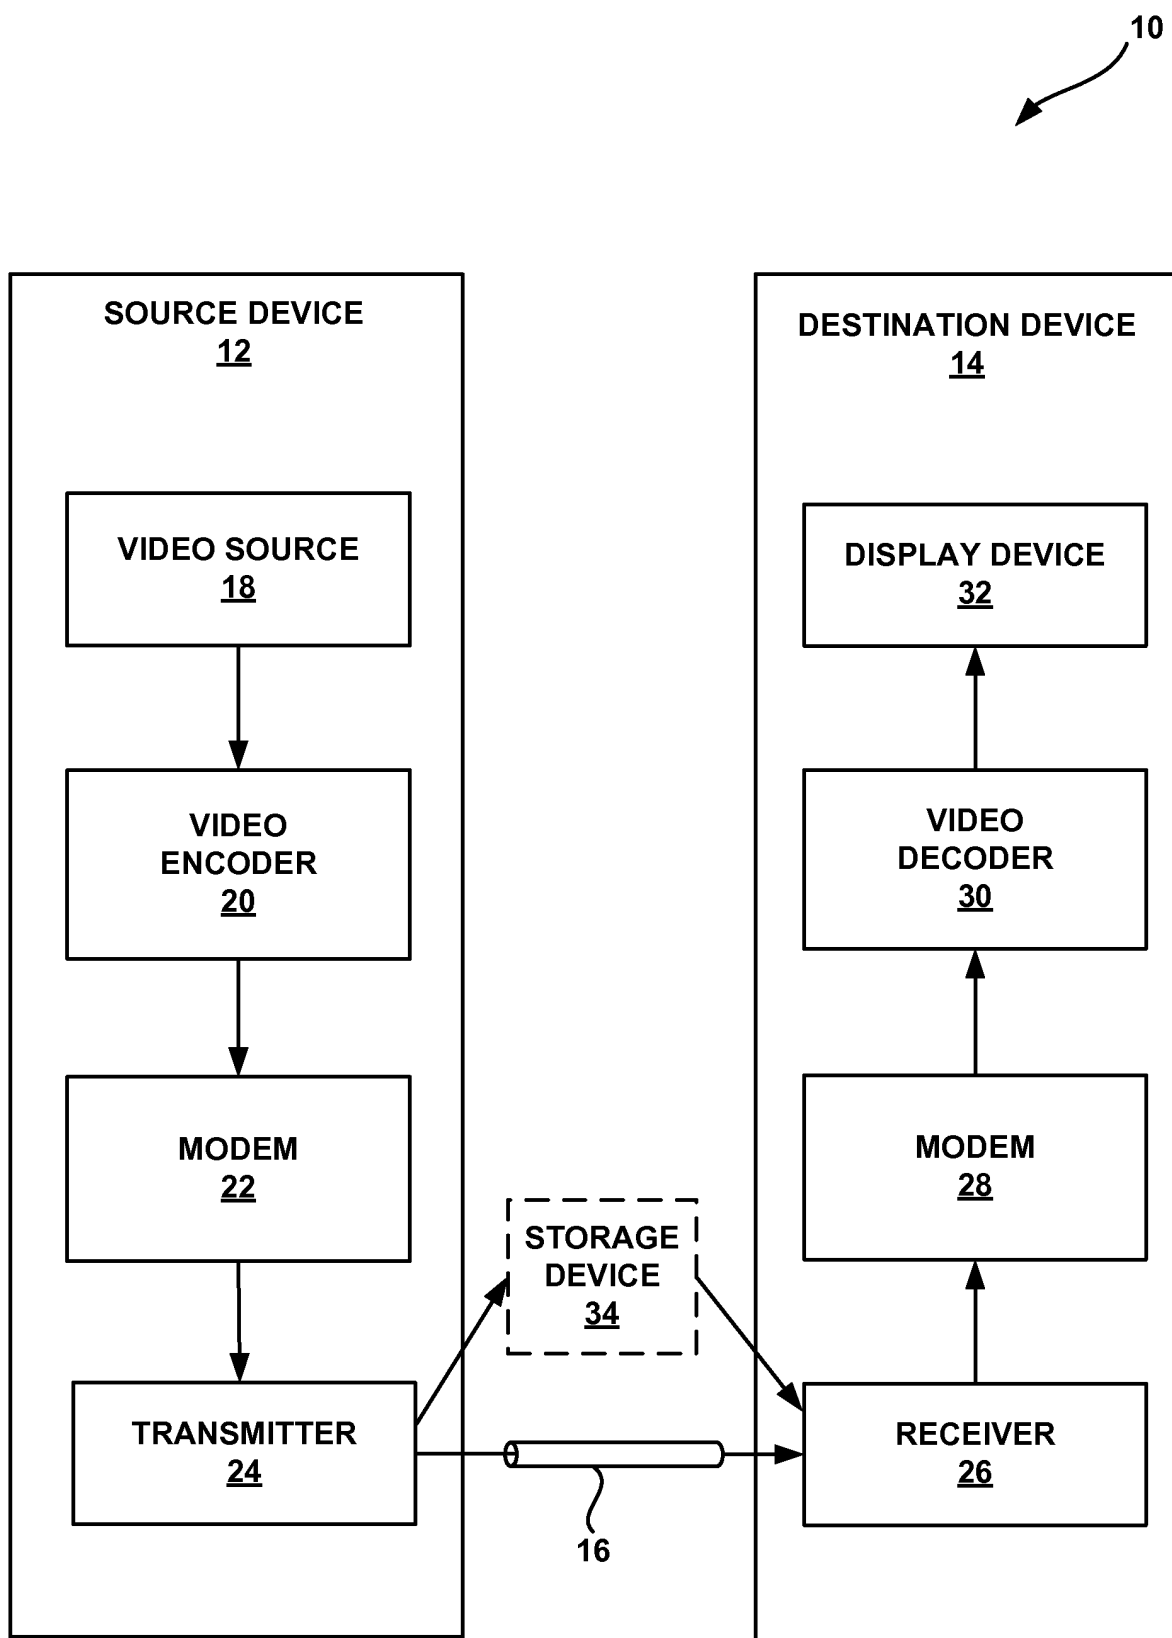 10
SOURCE DEVICE
12
VIDEO SOURCE
18
VIDEO
ENCODER
20
MODEM
22
TRANSMITTER
24
STORAGE
DEVICE
34
16
DESTINATION DEVICE
14
DISPLAY DEVICE
32
VIDEO
DECODER
30
MODEM
28
RECEIVER
26